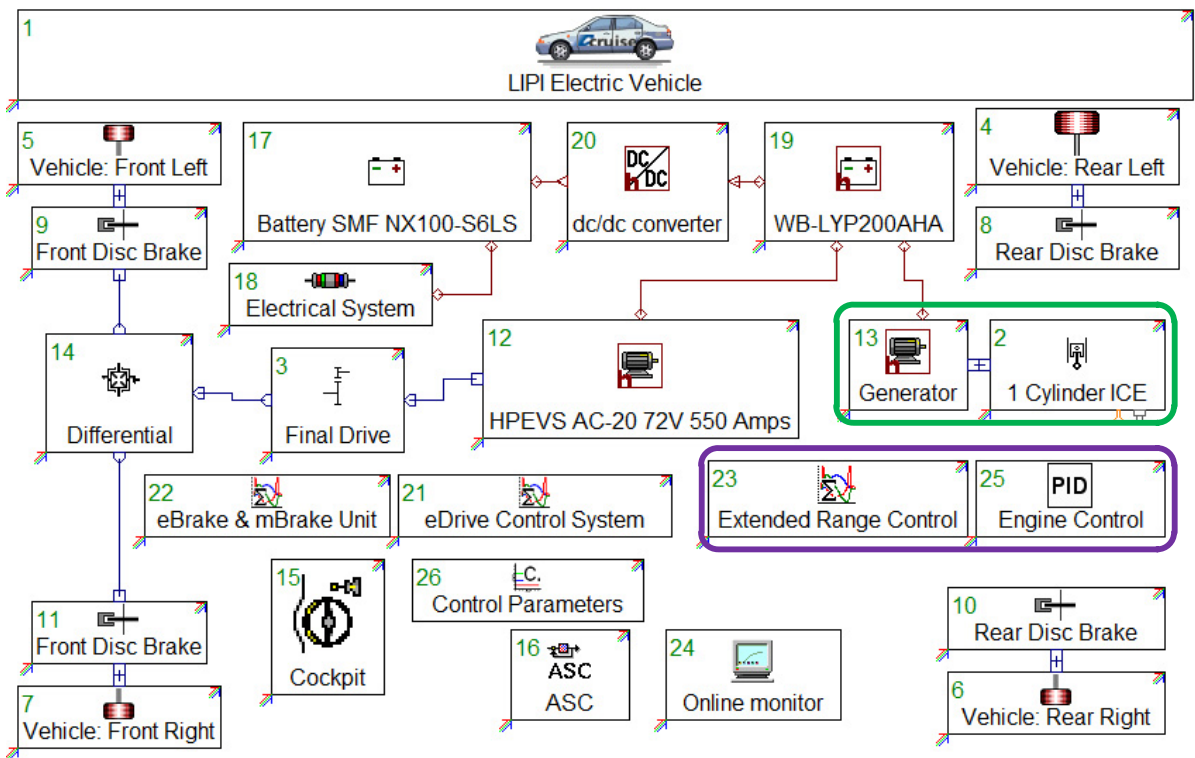 1
cruise
LIPI Electric Vehicle
5
Vehicle: Front Left
17
Battery SMF NX100-S6LS
20
DC/DC
dc/dc converter
19
h
WB-LYP200AHA
4
Vehicle: Rear Left
9
Front Disc Brake
8
Rear Disc Brake
18
Electrical System
14
Differential
3
Final Drive
12
h
HPEVS AC-20 72V 550 Amps
13
h
Generator
2
1 Cylinder ICE
22
Σ
eBrake & mBrake Unit
21
Σ
eDrive Control System
23
Σ
Extended Range Control
25
PID
Engine Control
15
Cockpit
26
C.
Control Parameters
11
Front Disc Brake
16
ASC
ASC
24
Online monitor
10
Rear Disc Brake
7
Vehicle: Front Right
6
Vehicle: Rear Right